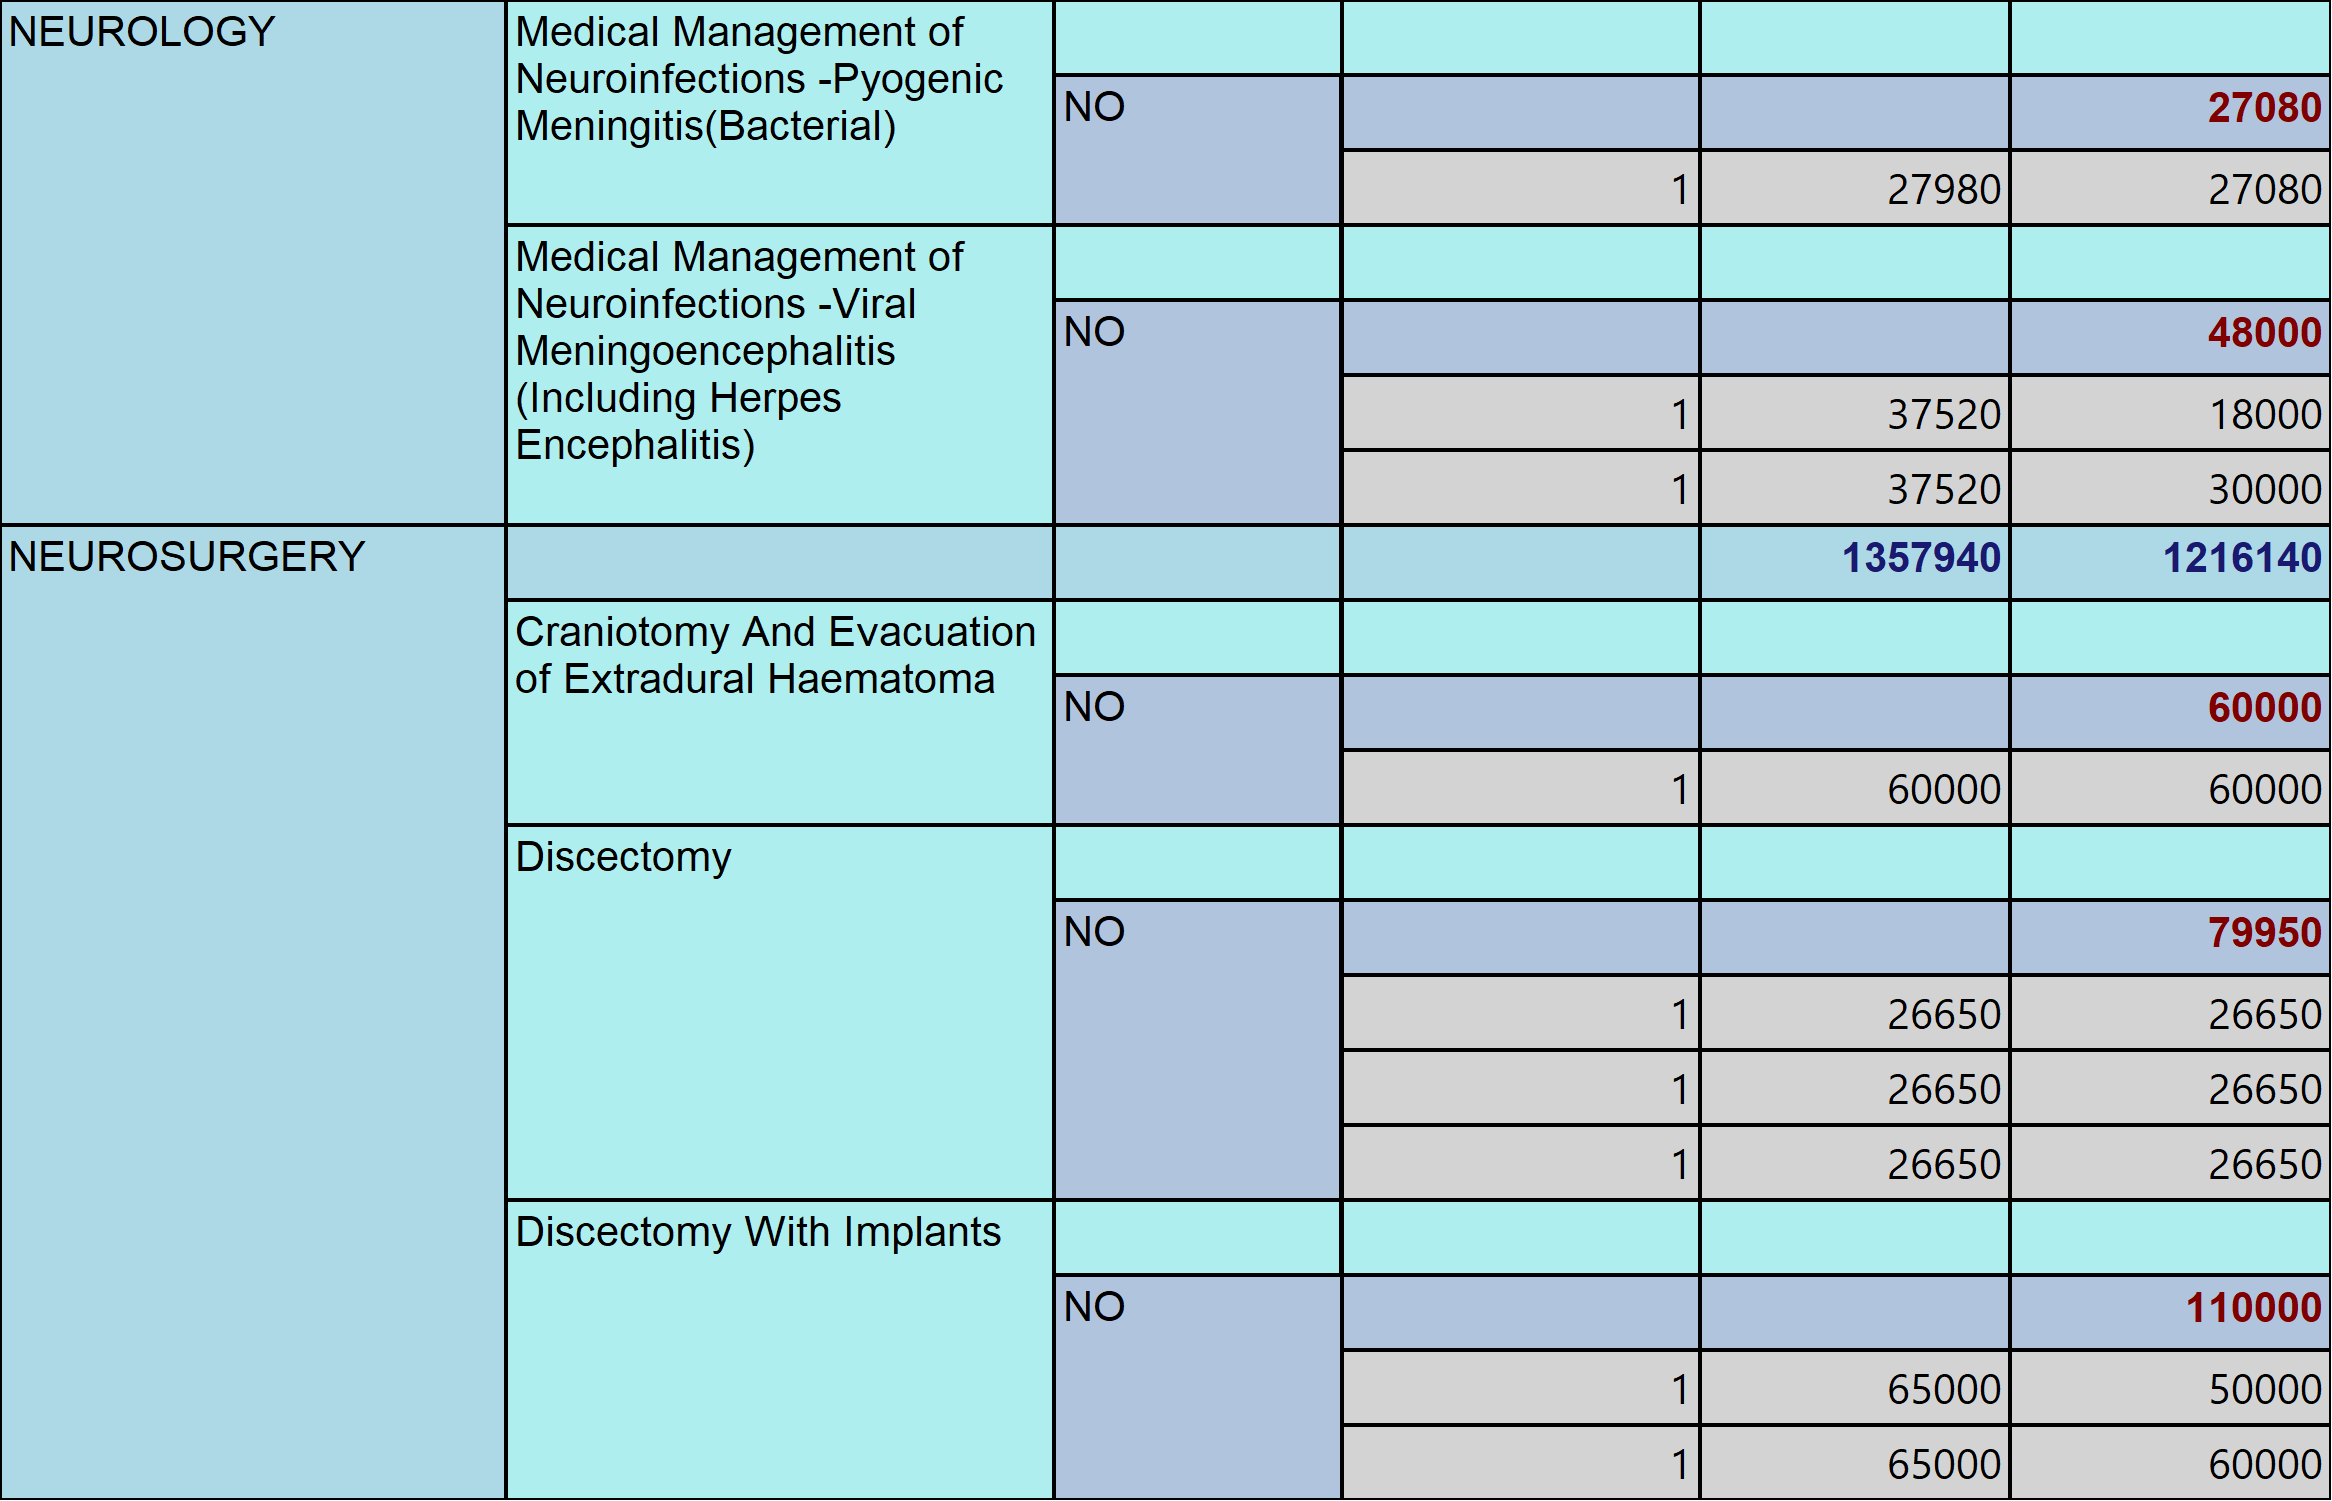 NEUROLOGY
Medical Management of
Neuroinfections -Pyogenic
Meningitis(Bacterial)
NO 27080
1 27980 27080
Medical Management of
Neuroinfections -Viral
Meningoencephalitis
(Including Herpes
Encephalitis)
NO 48000
1 37520 18000
1 37520 30000
NEUROSURGERY 1357940 1216140
Craniotomy And Evacuation
of Extradural Haematoma
NO 60000
1 60000 60000
Discectomy
NO 79950
1 26650 26650
1 26650 26650
1 26650 26650
Discectomy With Implants
NO 110000
1 65000 50000
1 65000 60000